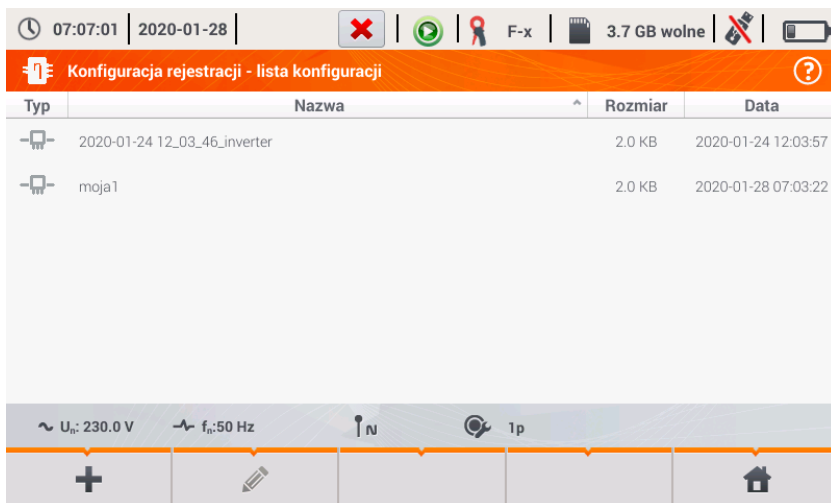 07:07:01 2020-01-28 F-x 3.7 GB wolne
Konfiguracja rejestracji - lista konfiguracji ?
Typ Nazwa Rozmiar Data
2020-01-24 12_03_46_inverter 2.0 KB 2020-01-24 12:03:57
moja1 2.0 KB 2020-01-28 07:03:22
Un: 230.0 V fn:50 Hz N 1p